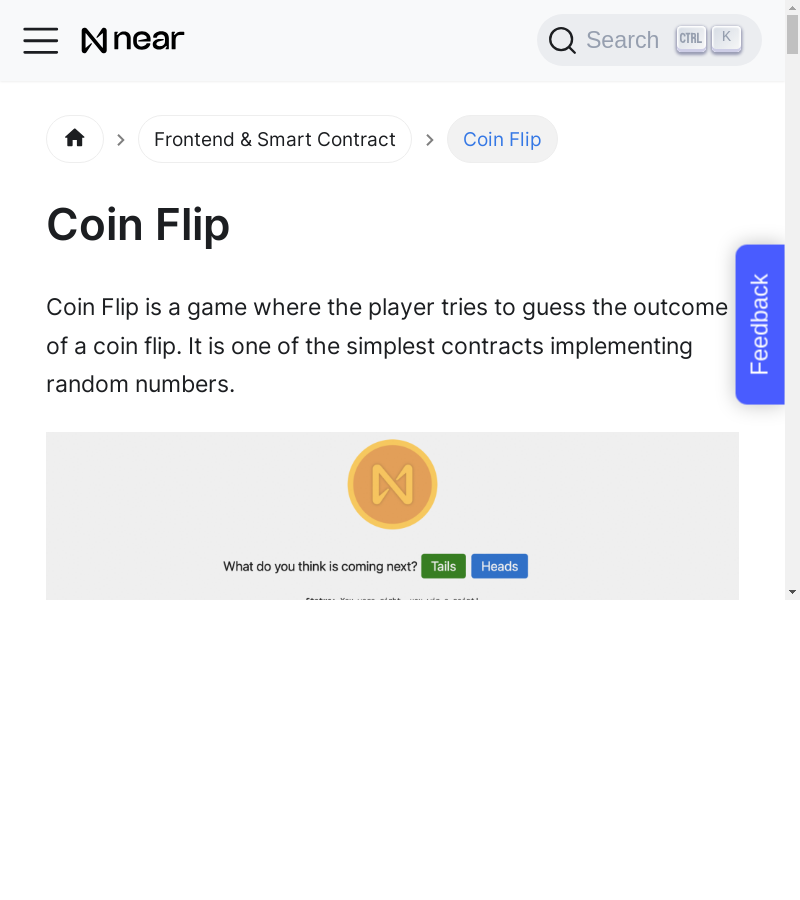 near
Search CTRL K
Frontend & Smart Contract
Coin Flip
Coin Flip
Feedback
Coin Flip is a game where the player tries to guess the outcome
of a coin flip. It is one of the simplest contracts implementing
random numbers.
What do you think is coming next? Tails Heads